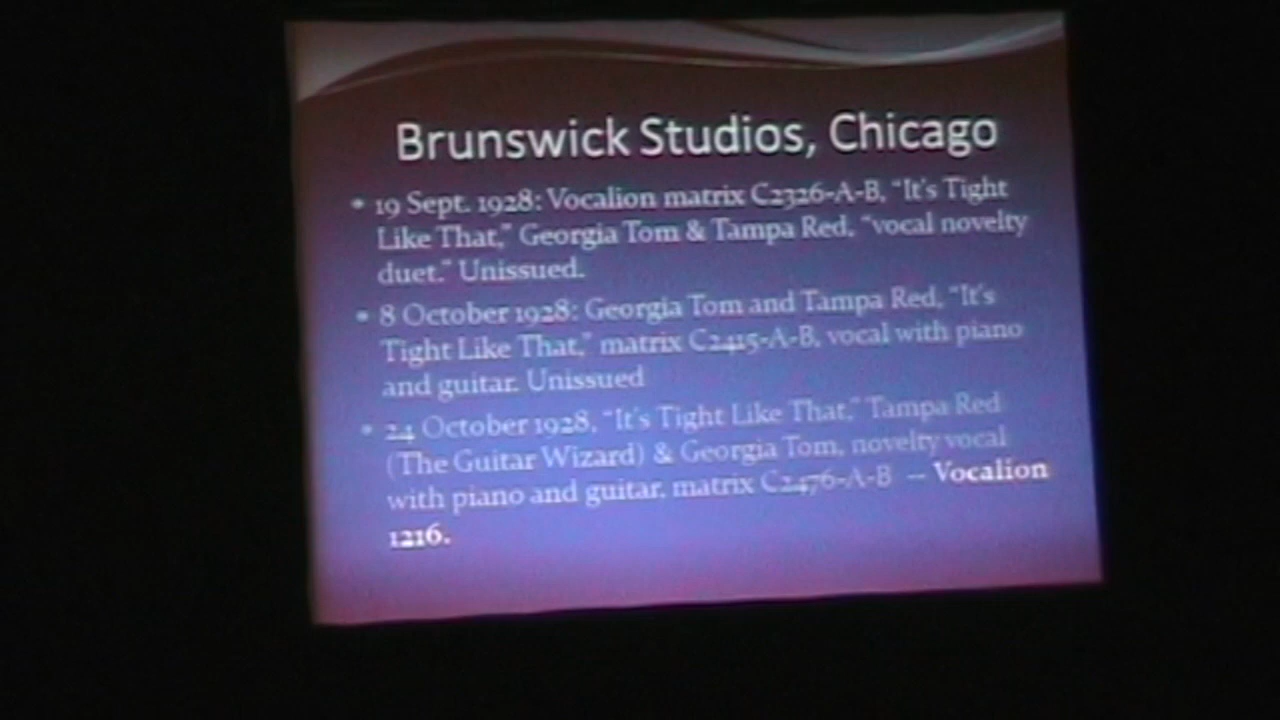 Brunswick Studios, Chicago
• 19 Sept. 1928: Vocalion matrix C2326-A-B, "It's Tight
Like That," Georgia Tom & Tampa Red, "vocal novelty
duet." Unissued.
• 8 October 1928: Georgia Tom and Tampa Red, "It's
Tight Like That," matrix C2415-A-B, vocal with piano
and guitar. Unissued
• 24 October 1928, "It's Tight Like That," Tampa Red
(The Guitar Wizard) & Georgia Tom, novelty vocal
with piano and guitar, matrix C2476-A-B – Vocalion
1216.